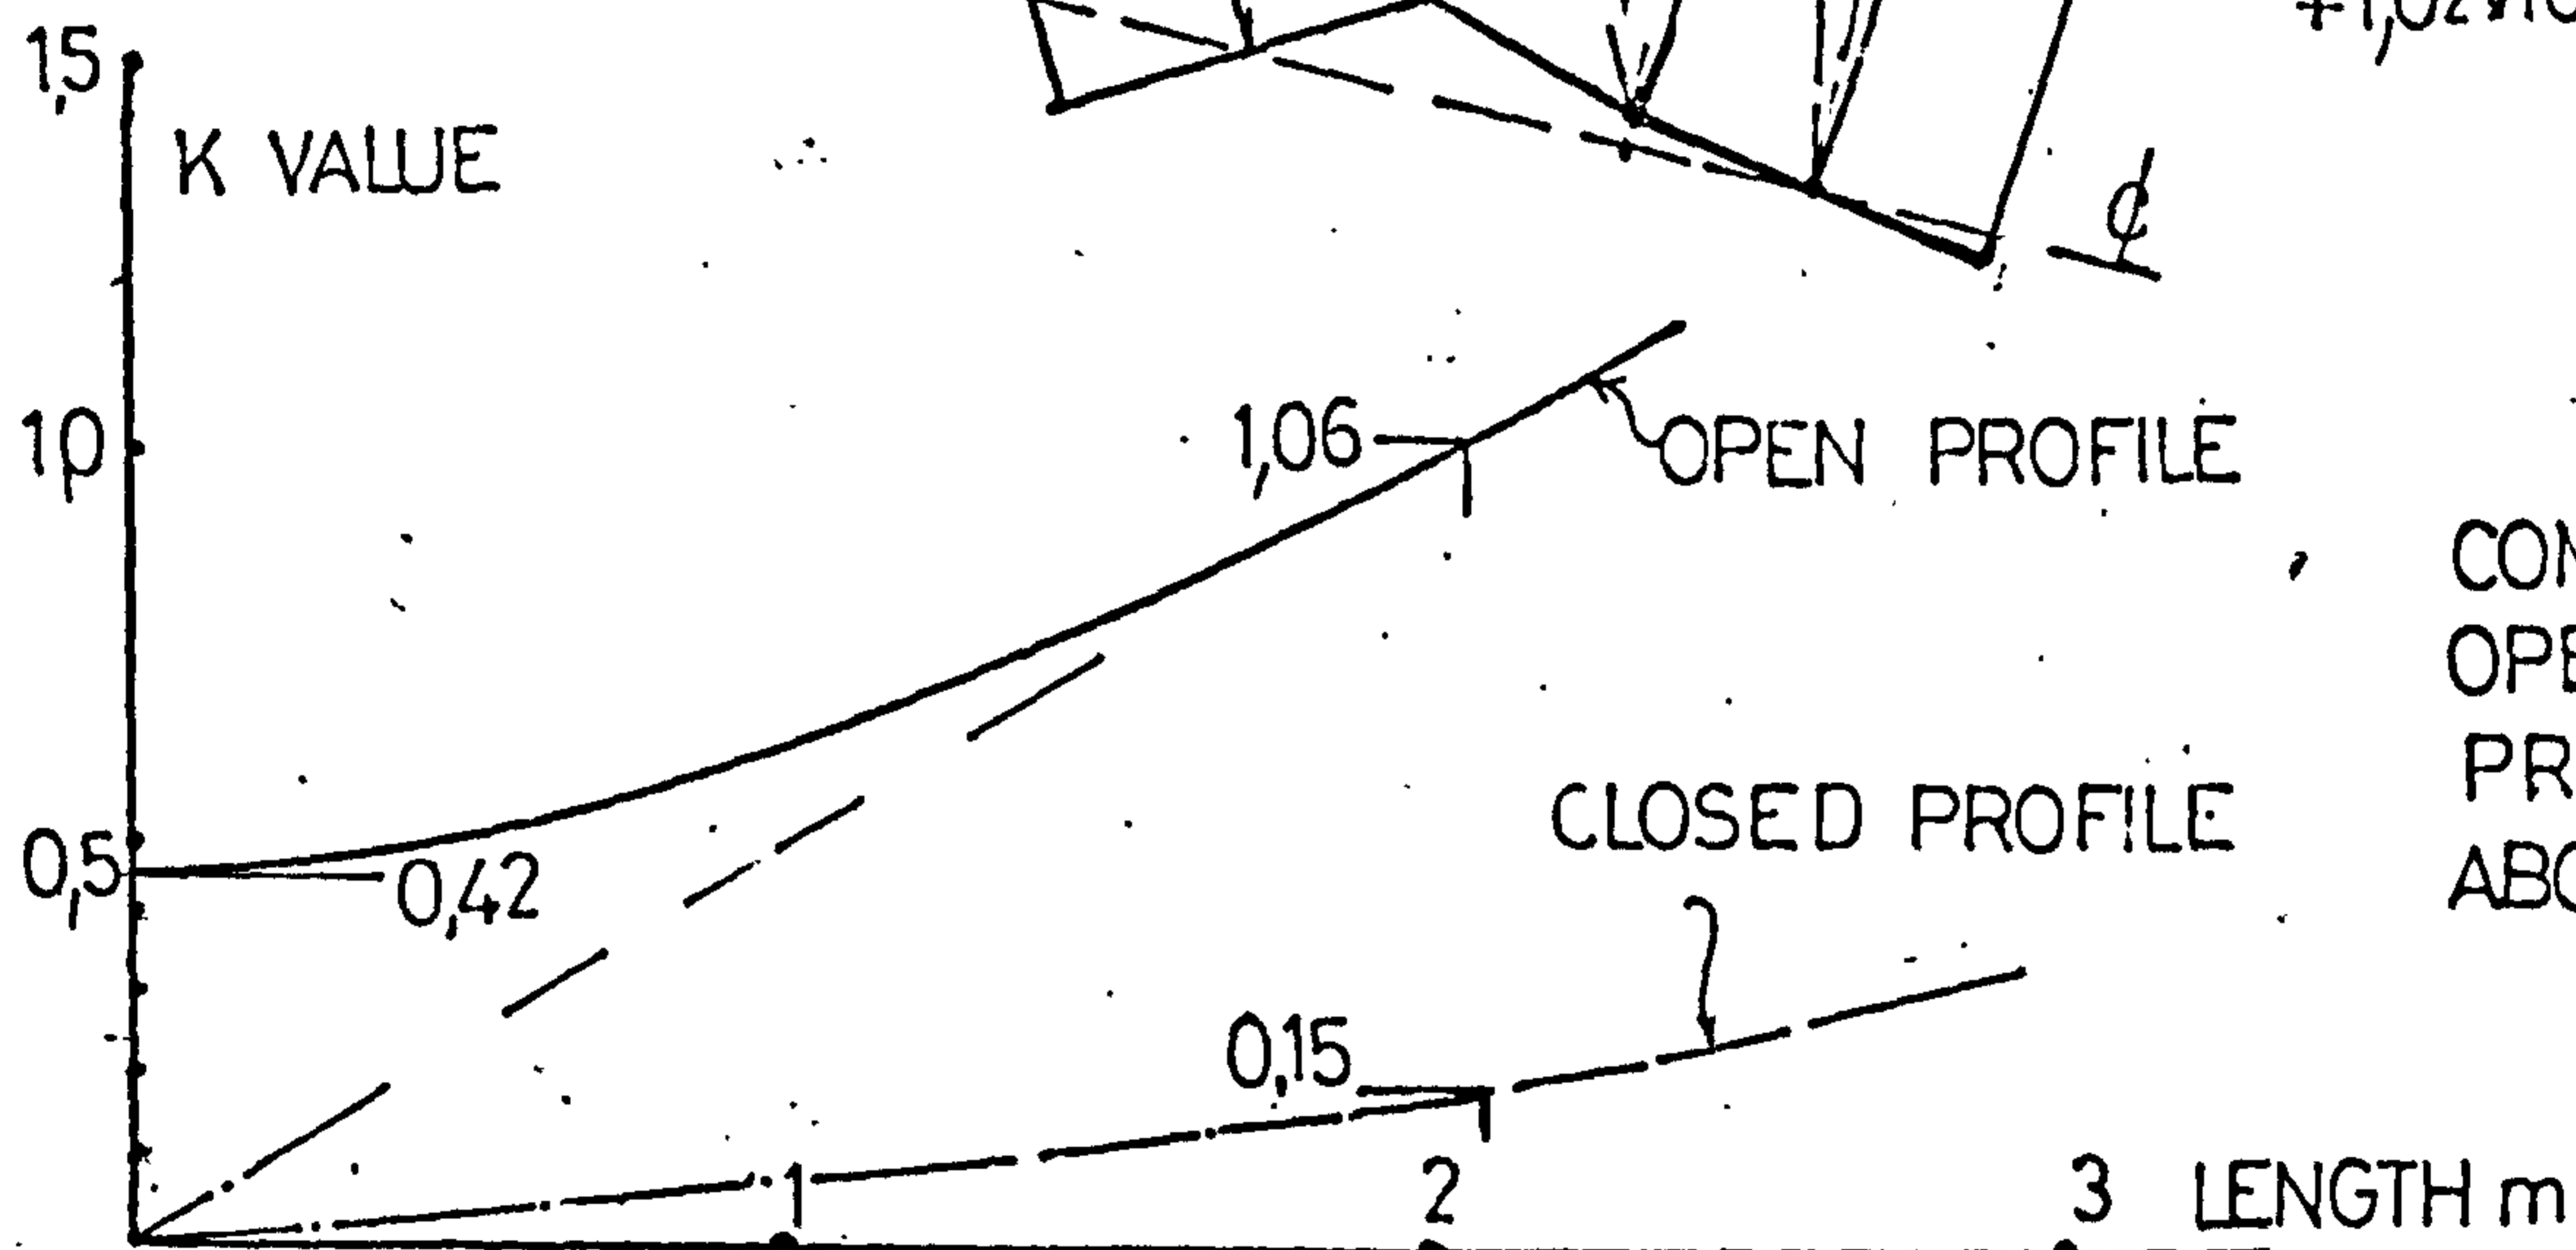 1,5
K VALUE
¢
1,0
1,06
OPEN PROFILE
0,5
0,42
CLOSED PROFILE
0,15
1
2
3
LENGTH m